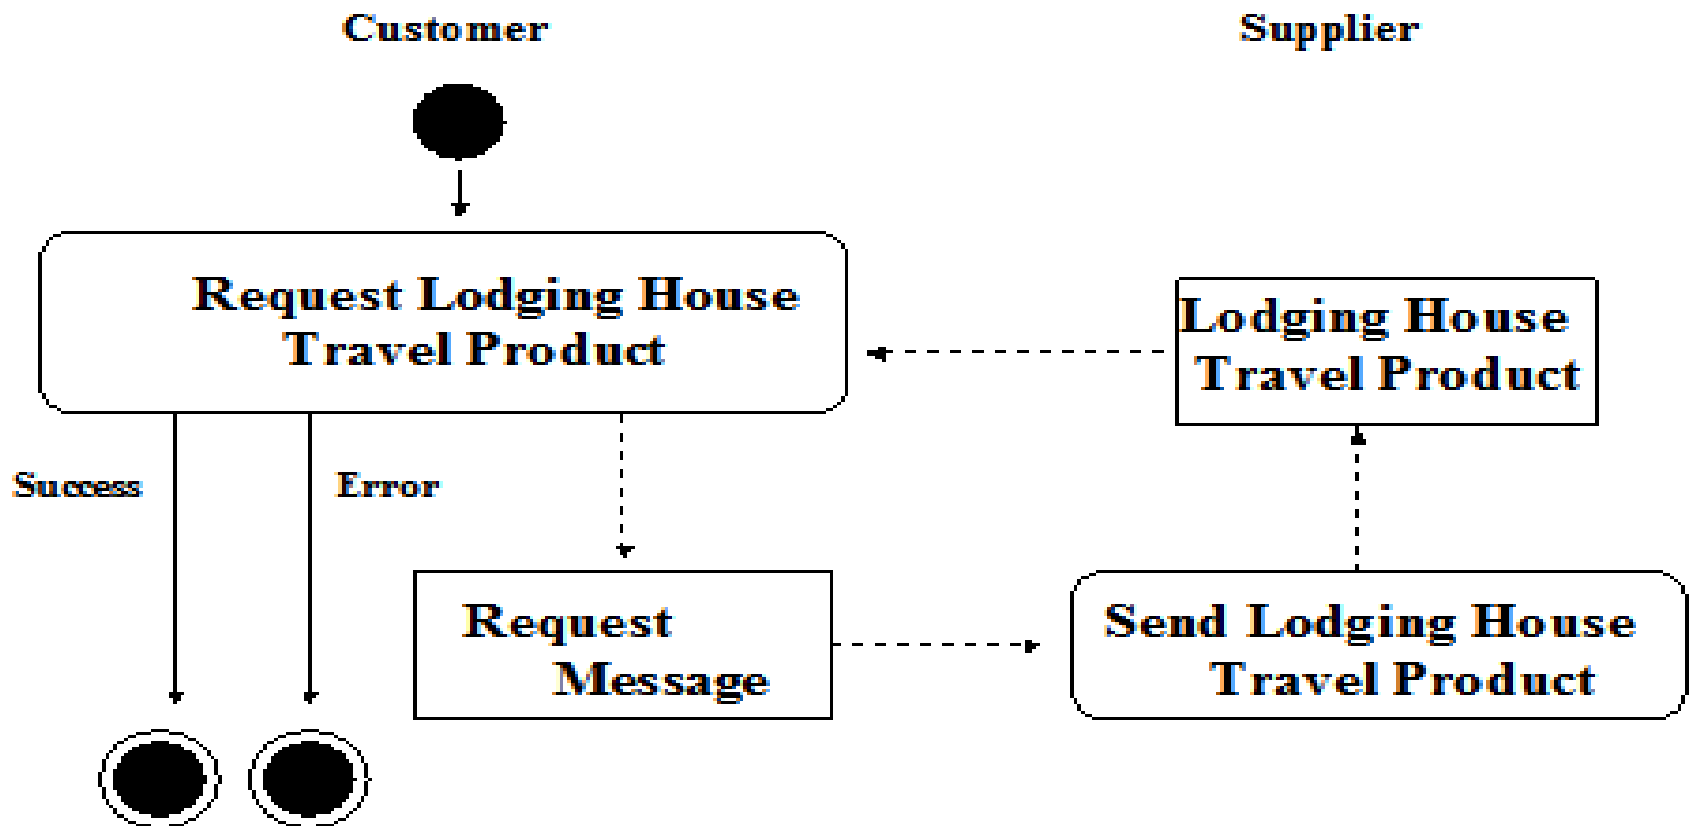 Customer
Supplier
Request Lodging House
Travel Product
Lodging House
Travel Product
Success
Error
Request
Message
Send Lodging House
Travel Product